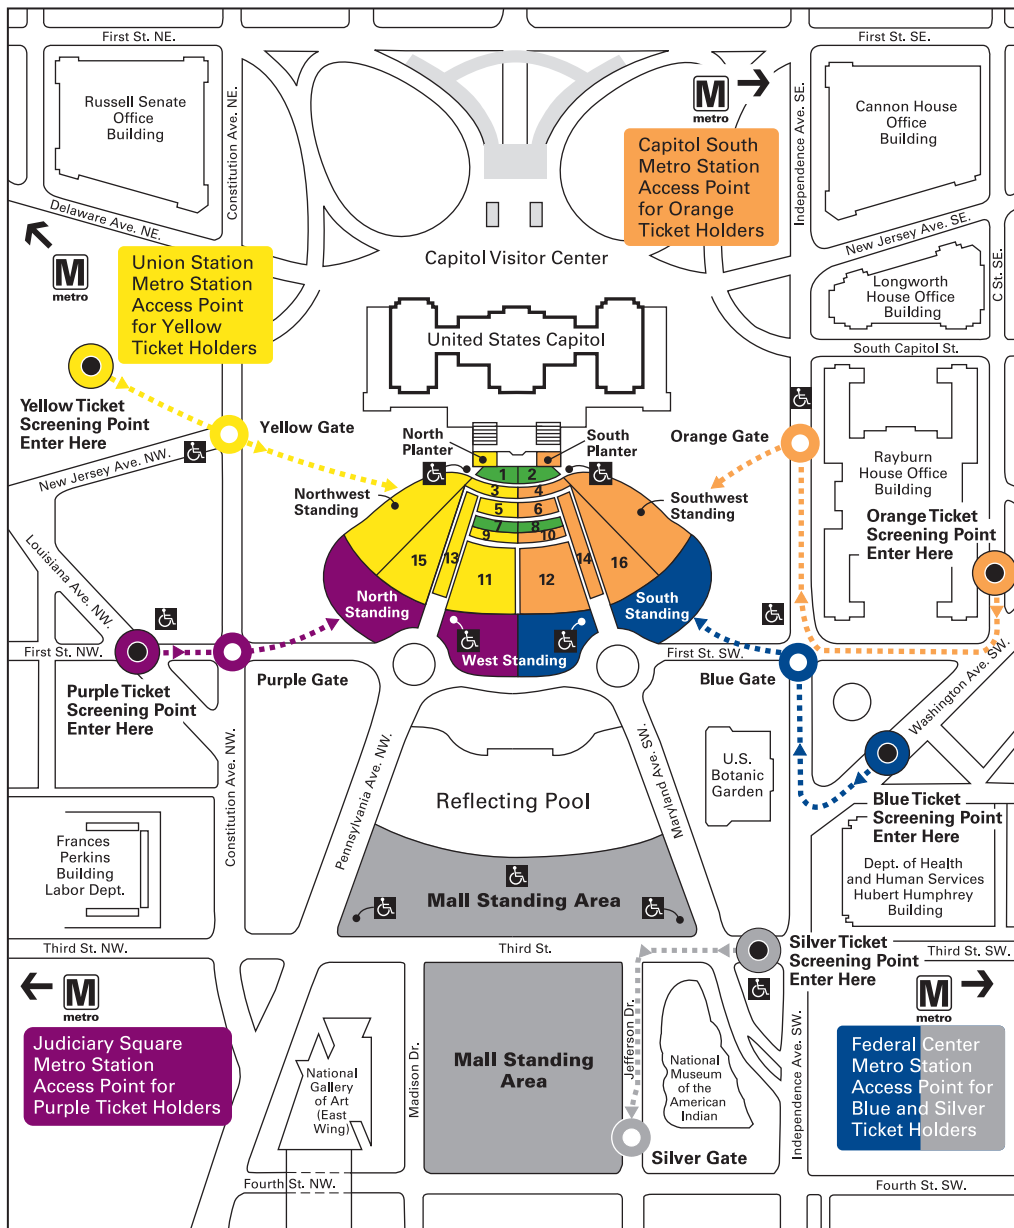 First St. NE.
First St. SE.
Russell Senate
Office
Building
Constitution Ave. NE.
Delaware Ave. NE.
M
metro
Capitol South
Metro Station
Access Point
for Orange
Ticket Holders
Independence Ave. SE.
Cannon House
Office
Building
New Jersey Ave. SE.
C St. SE.
Longworth
House Office
Building
South Capitol St.
M
metro
Union Station
Metro Station
Access Point
for Yellow
Ticket Holders
Capitol Visitor Center
United States Capitol
Yellow Ticket
Screening Point
Enter Here
Yellow Gate
New Jersey Ave. NW.
Louisiana Ave. NW.
North
Planter
South
Planter
Orange Gate
Northwest
Standing
Southwest
Standing
Rayburn
House Office
Building
Orange Ticket
Screening Point
Enter Here
1
2
3
4
5
6
7
8
9
10
11
12
13
14
15
16
North
Standing
South
Standing
West Standing
First St. NW.
First St. SW.
Purple Gate
Blue Gate
Purple Ticket
Screening Point
Enter Here
Washington Ave. SW.
Constitution Ave. NW.
Pennsylvania Ave. NW.
Maryland Ave. SW.
U.S.
Botanic
Garden
Reflecting Pool
Blue Ticket
Screening Point
Enter Here
Frances
Perkins
Building
Labor Dept.
Dept. of Health
and Human Services
Hubert Humphrey
Building
Mall Standing Area
Third St. NW.
Third St.
Third St. SW.
Silver Ticket
Screening Point
Enter Here
M
metro
Judiciary Square
Metro Station
Access Point for
Purple Ticket Holders
National
Gallery
of Art
(East
Wing)
Madison Dr.
Mall Standing
Area
Jefferson Dr.
National
Museum
of the
American
Indian
Independence Ave. SW.
M
metro
Federal Center
Metro Station
Access Point for
Blue and Silver
Ticket Holders
Silver Gate
Fourth St. NW.
Fourth St. SW.